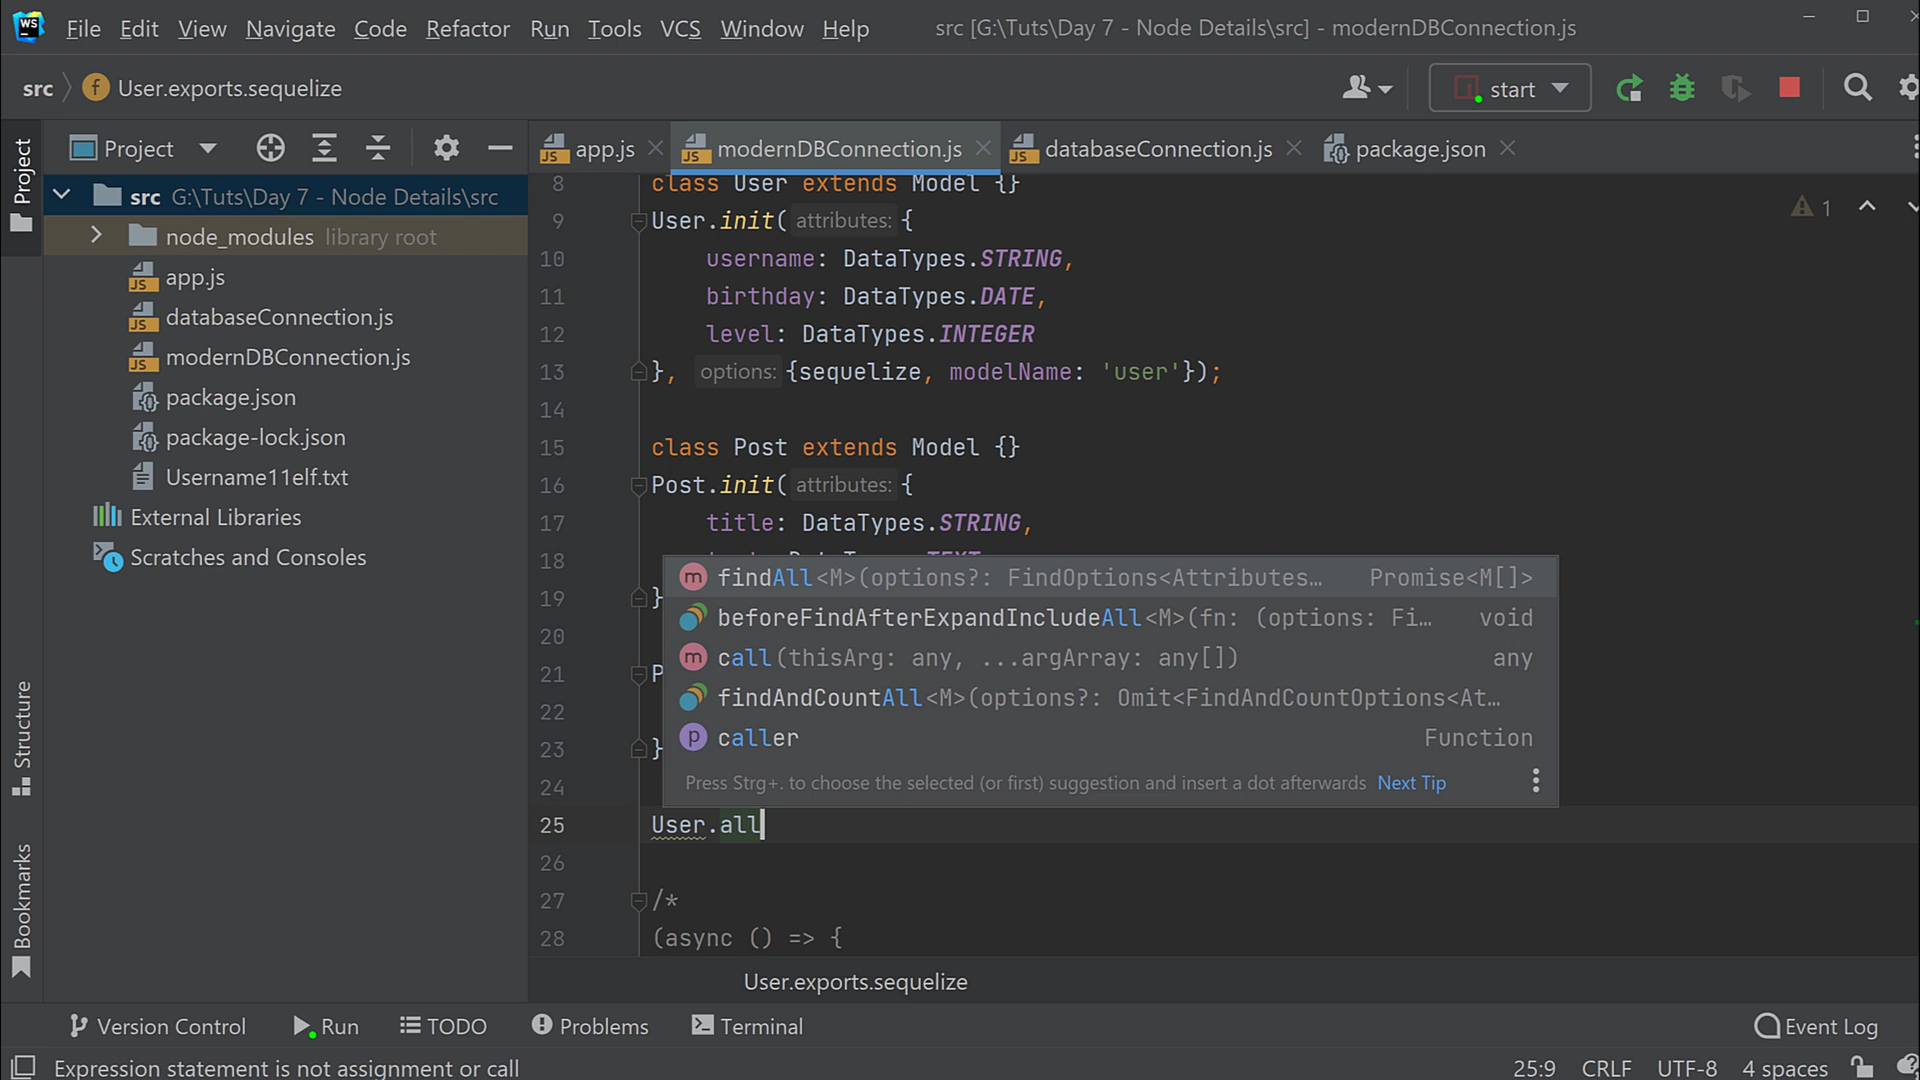 WS
File Edit View Navigate Code Refactor Run Tools VCS Window Help
src [G:\Tuts\Day 7 - Node Details\src] - modernDBConnection.js
src
f
User.exports.sequelize
start
Project
Project
app.js
modernDBConnection.js
databaseConnection.js
package.json
src G:\Tuts\Day 7 - Node Details\src
node_modules library root
app.js
databaseConnection.js
modernDBConnection.js
package.json
package-lock.json
Username11elf.txt
External Libraries
Scratches and Consoles
Structure
Bookmarks
1
8 class User extends Model {}
9 User.init( attributes: {
10 username: DataTypes.STRING,
11 birthday: DataTypes.DATE,
12 level: DataTypes.INTEGER
13 }, options: {sequelize, modelName: 'user'});
14
15 class Post extends Model {}
16 Post.init( attributes: {
17 title: DataTypes.STRING,
18
19 }
20
21 P
22
23 }
24
m findAll<M>(options?: FindOptions<Attributes… Promise<M[]>
beforeFindAfterExpandIncludeAll<M>(fn: (options: Fi… void
m call(thisArg: any, ...argArray: any[]) any
findAndCountAll<M>(options?: Omit<FindAndCountOptions<At…
p caller Function
Press Strg+. to choose the selected (or first) suggestion and insert a dot afterwards Next Tip
25 User.all
26
27 /*
28 (async () => {
User.exports.sequelize
Version Control
Run
TODO
Problems
Terminal
Event Log
Expression statement is not assignment or call
25:9 CRLF UTF-8 4 spaces